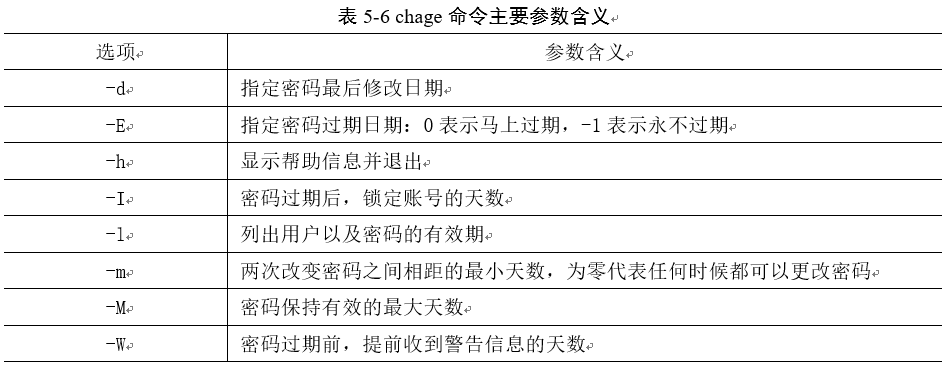 表 5-6 chage 命令主要参数含义
选项 参数含义
-d 指定密码最后修改日期
-E 指定密码过期日期：0 表示马上过期，-1 表示永不过期
-h 显示帮助信息并退出
-I 密码过期后，锁定账号的天数
-l 列出用户以及密码的有效期
-m 两次改变密码之间相距的最小天数，为零代表任何时候都可以更改密码
-M 密码保持有效的最大天数
-W 密码过期前，提前收到警告信息的天数